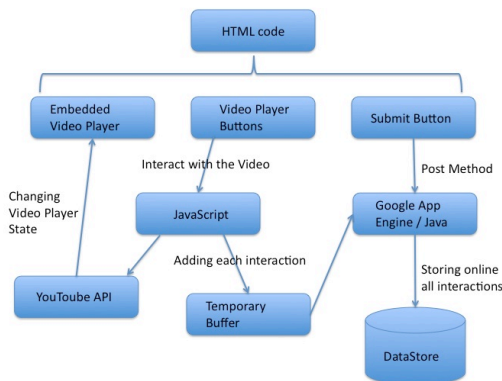 HTML code
Embedded
Video Player
Video Player
Buttons
Submit Button
Interact with the Video
Post Method
Changing
Video Player
State
JavaScript
Google App
Engine / Java
Adding each interaction
Storing online
all interactions
YouToube API
Temporary
Buffer
DataStore